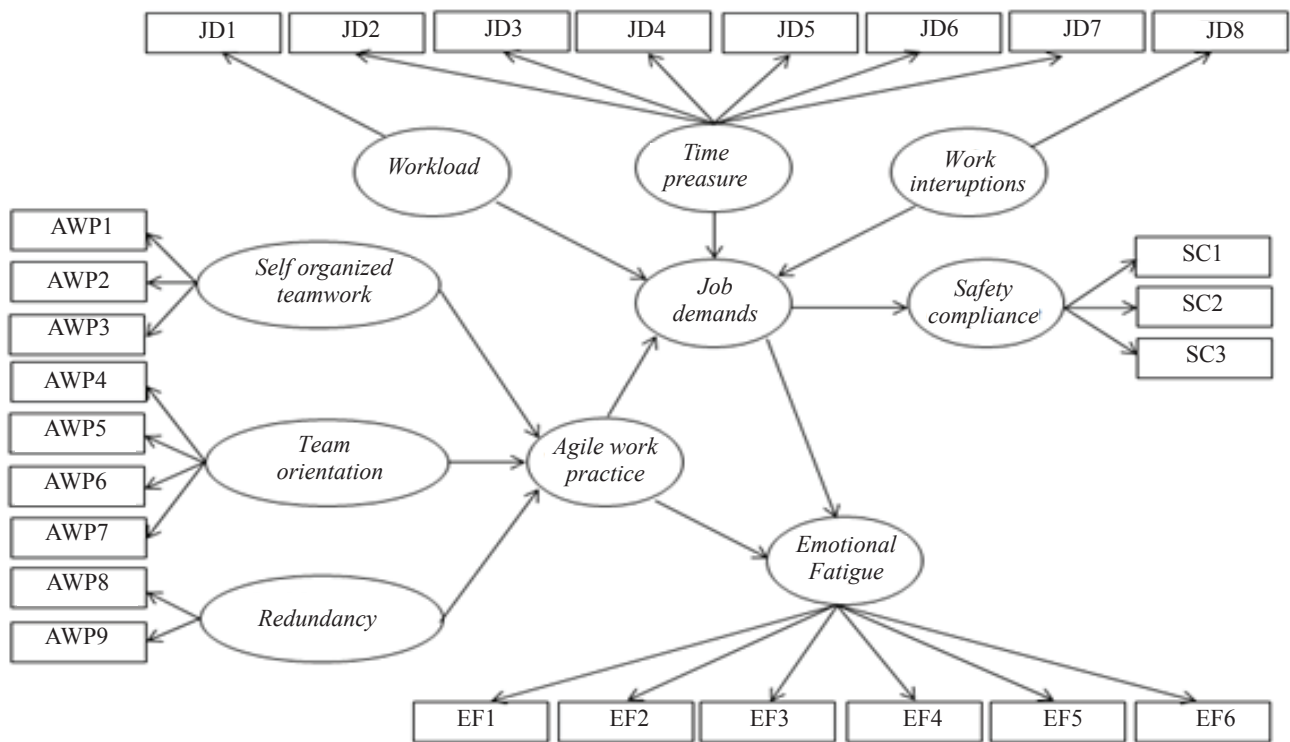 JD1
JD2
JD3
JD4
JD5
JD6
JD7
JD8
Workload
Time
preasure
Work
interuptions
AWP1
AWP2
AWP3
AWP4
AWP5
AWP6
AWP7
AWP8
AWP9
Self organized
teamwork
Team
orientation
Redundancy
Job
demands
Agile work
practice
Safety
compliance
SC1
SC2
SC3
Emotional
Fatigue
EF1
EF2
EF3
EF4
EF5
EF6